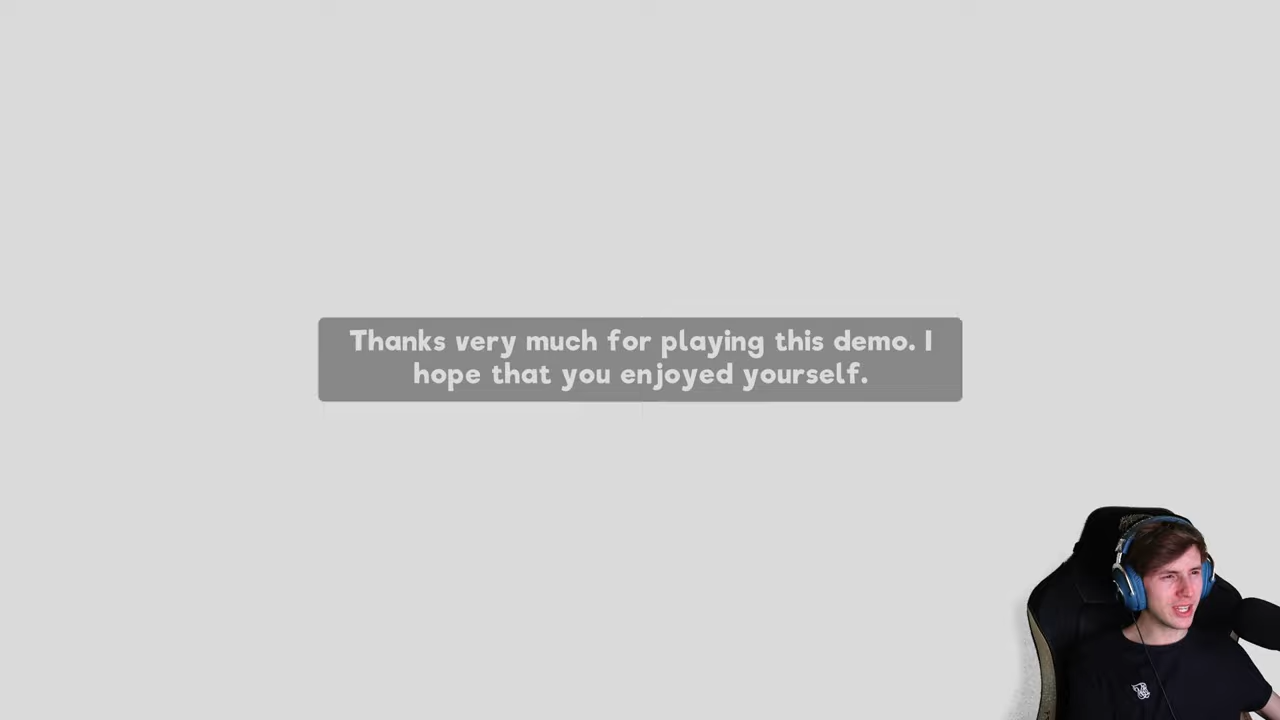 Thanks very much for playing this demo. I
hope that you enjoyed yourself.